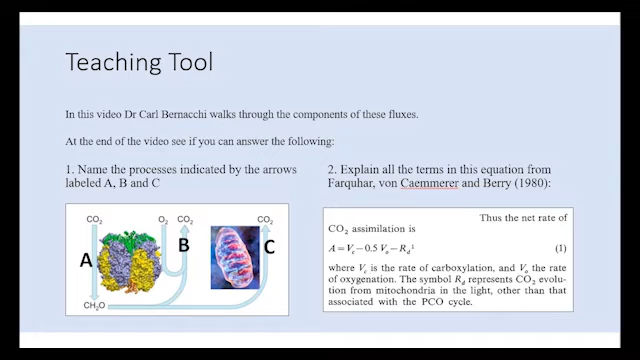 Teaching Tool
In this video Dr Carl Bernacchi walks through the components of these fluxes.
At the end of the video see if you can answer the following:
1. Name the processes indicated by the arrows
labeled A, B and C
CO₂ O₂ CO₂ CO₂
A B C
CH₂O
2. Explain all the terms in this equation from
Farquhar, von Caemmerer and Berry (1980):
Thus the net rate of
CO₂ assimilation is
A=Vc−0.5 Vo−Rd¹ (1)
where Vc is the rate of carboxylation, and Vo the rate
of oxygenation. The symbol Rd represents CO₂ evolu-
tion from mitochondria in the light, other than that
associated with the PCO cycle.